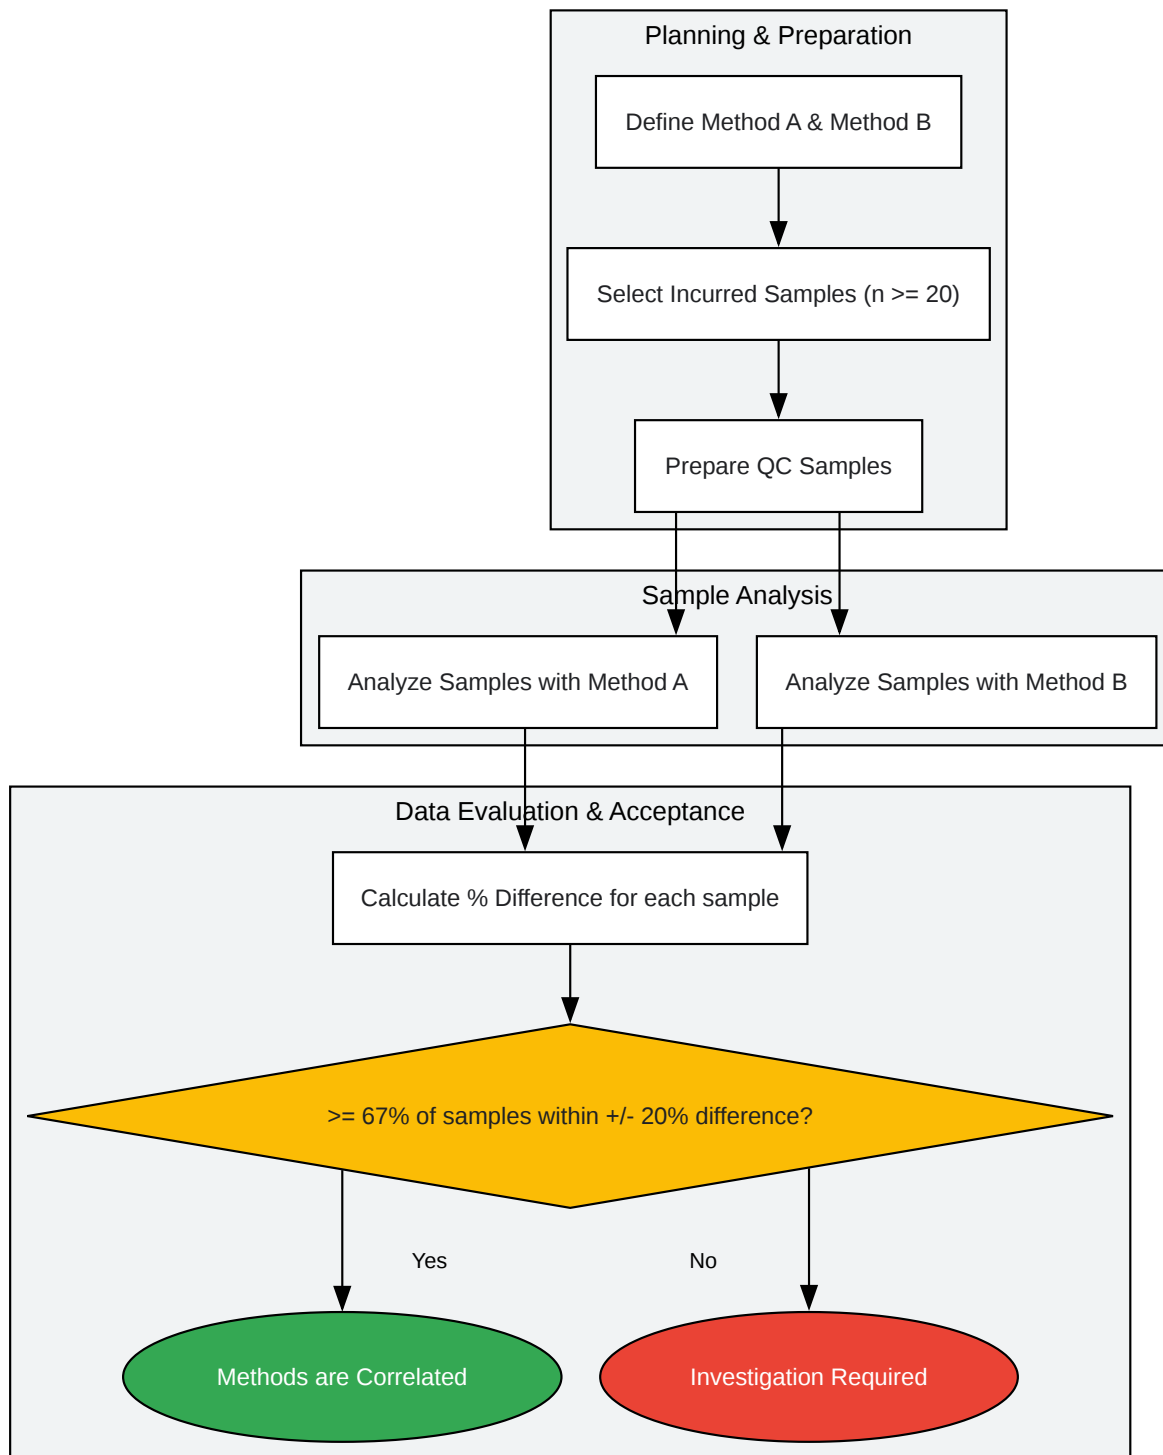 Planning & Preparation
Define Method A & Method B
Select Incurred Samples (n >= 20)
Prepare QC Samples
Sample Analysis
Analyze Samples with Method A
Analyze Samples with Method B
Data Evaluation & Acceptance
Calculate % Difference for each sample
>= 67% of samples within +/- 20% difference?
Yes
No
Methods are Correlated
Investigation Required